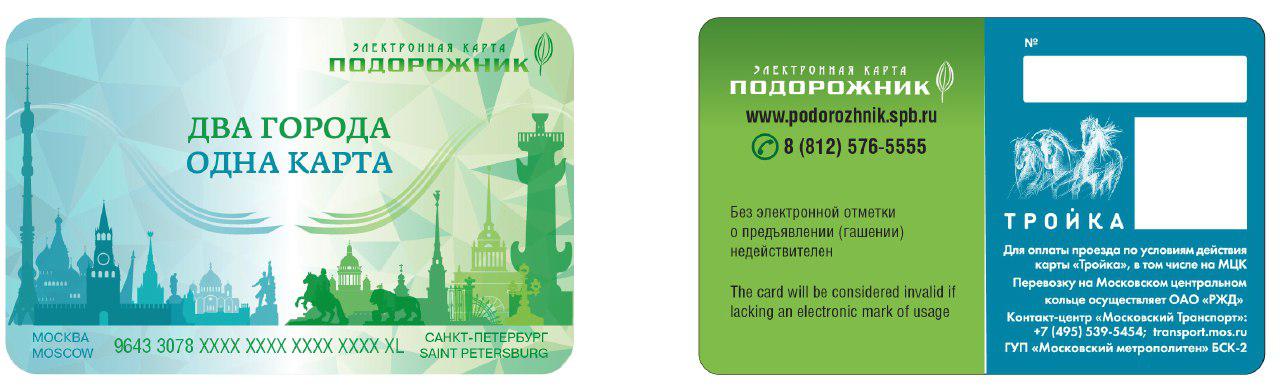 ЭЛЕКТРОННАЯ КАРТА
ПОДОРОЖНИК
ДВА ГОРОДА
ОДНА КАРТА
МОСКВА
MOSCOW
9643 3078 XXXX XXXX XXXX XXXX XL
САНКТ-ПЕТЕРБУРГ
SAINT PETERSBURG
ЭЛЕКТРОННАЯ КАРТА
ПОДОРОЖНИК
www.podorozhnik.spb.ru
8 (812) 576-5555
Без электронной отметки
о предъявлении (гашении)
недействителен
The card will be considered invalid if
lacking an electronic mark of usage
№
ТРОЙКА
Для оплаты проезда по условиям действия
карты «Тройка», в том числе на МЦК
Перевозку на Московском центральном
кольце осуществляет ОАО «РЖД»
Контакт-центр «Московский Транспорт»:
+7 (495) 539-5454; transport.mos.ru
ГУП «Московский метрополитен» БСК-2